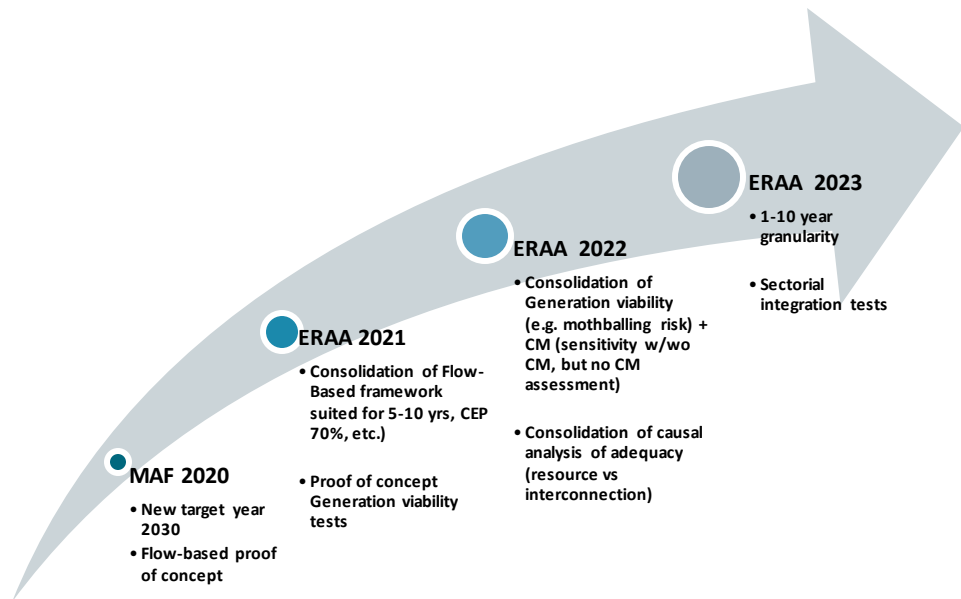 MAF 2020
• New target year
2030
• Flow-based proof
of concept
ERAA 2021
• Consolidation of Flow-
Based framework
suited for 5-10 yrs, CEP
70%, etc.)
• Proof of concept
Generation viability
tests
ERAA 2022
• Consolidation of
Generation viability
(e.g. mothballing risk) +
CM (sensitivity w/wo
CM, but no CM
assessment)
• Consolidation of causal
analysis of adequacy
(resource vs
interconnection)
ERAA 2023
• 1-10 year
granularity
• Sectorial
integration tests